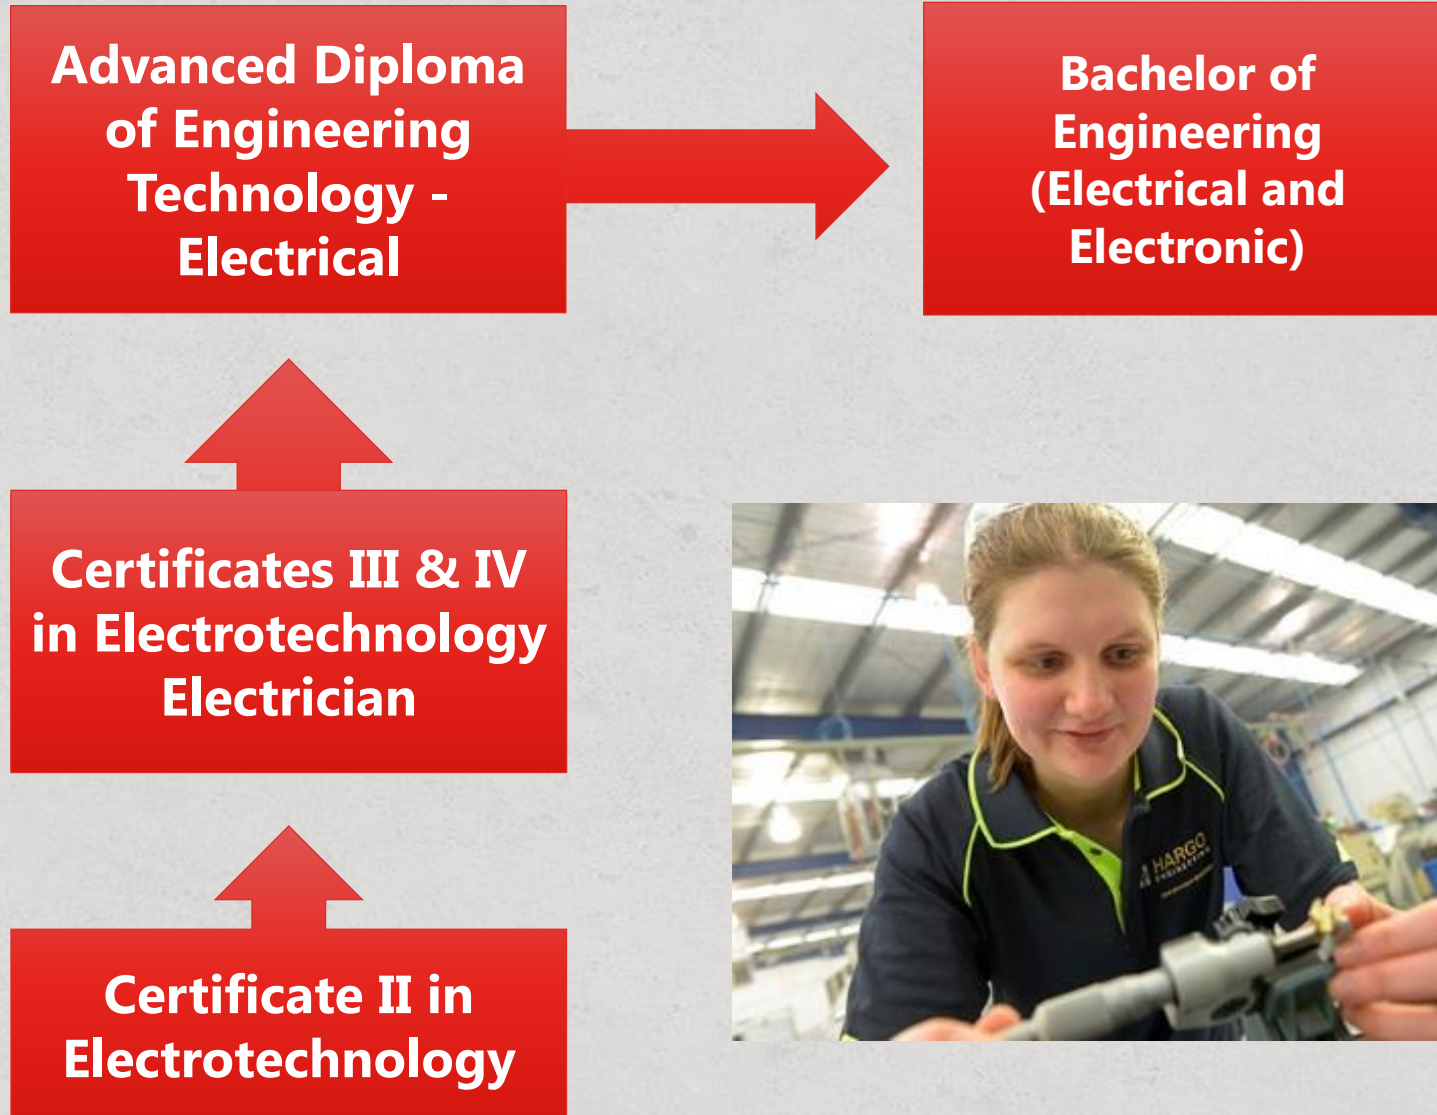 Advanced Diploma
of Engineering
Technology -
Electrical
Bachelor of
Engineering
(Electrical and
Electronic)
Certificates III & IV
in Electrotechnology
Electrician
HARGO
ENGINEERING
Certificate II in
Electrotechnology